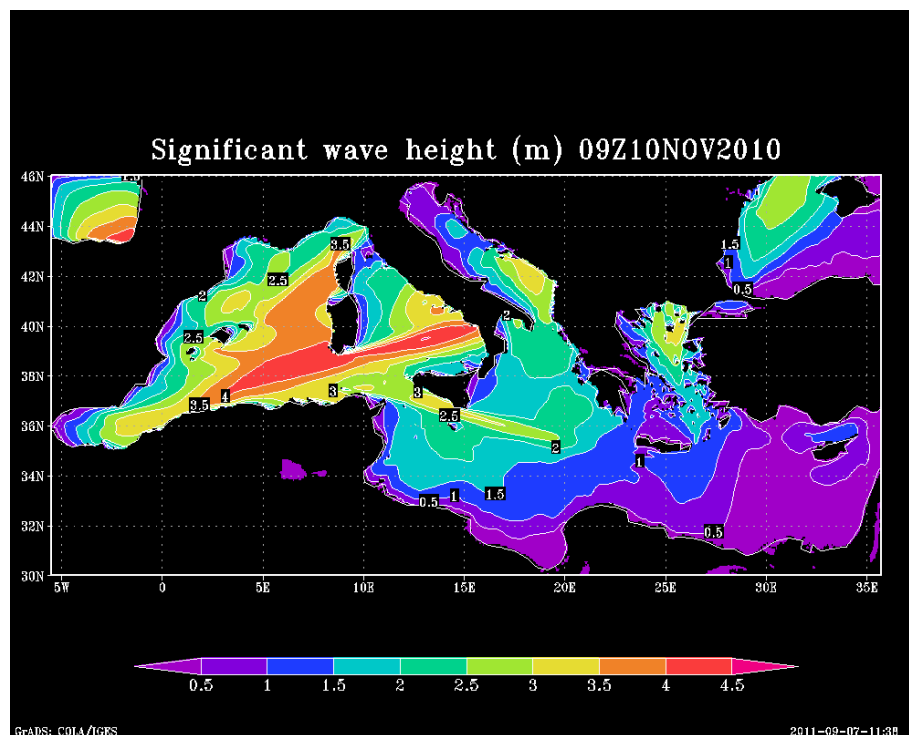 Significant wave height (m) 09Z10NOV2010
46N
1.5
44N
3.5
1.5
42N
2.5
1
2
0.5
40N
2
2.5
38N
4
3
3
3.5
2.5
36N
2
1
34N
0.5
1
1.5
32N
0.5
30N
5W 0 5E 10E 15E 20E 25E 30E 35E
0.5 1 1.5 2 2.5 3 3.5 4 4.5
GrADS: COLA/IGES
2011-09-07-11:38